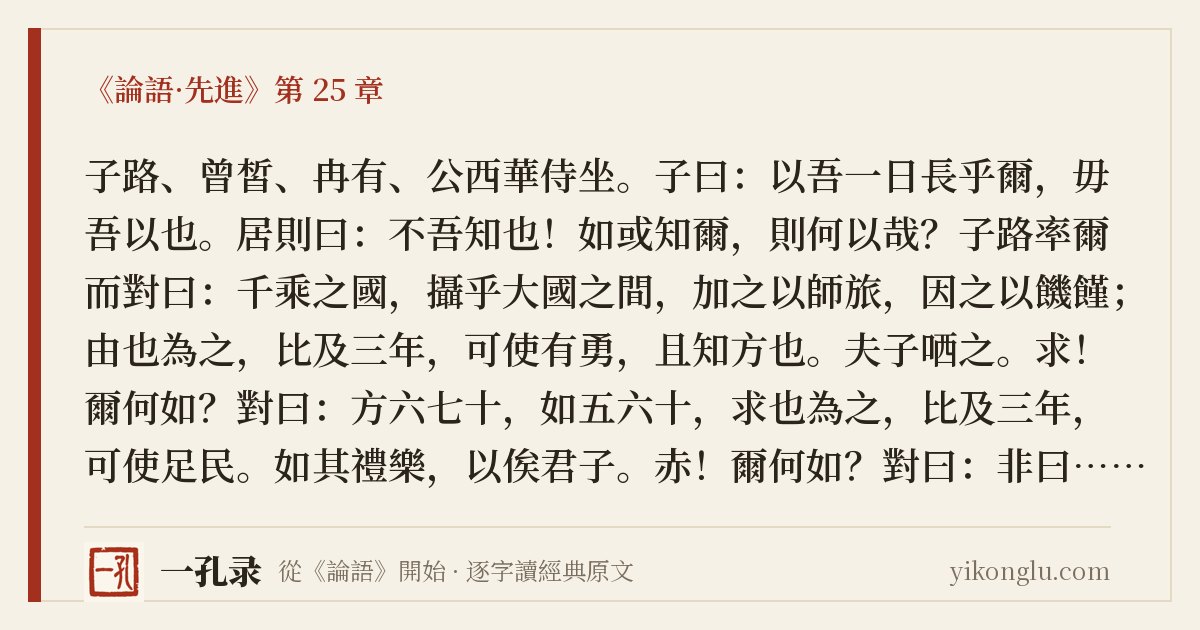 《論語·先進》第 25 章
子路、曾皙、冉有、公西華侍坐。子曰：以吾一日長乎爾，毋
吾以也。居則曰：不吾知也！如或知爾，則何以哉？子路率爾
而對曰：千乘之國，攝乎大國之間，加之以師旅，因之以饑饉；
由也為之，比及三年，可使有勇，且知方也。夫子哂之。求！
爾何如？對曰：方六七十，如五六十，求也為之，比及三年，
可使足民。如其禮樂，以俟君子。赤！爾何如？對曰：非曰……
一孔
一孔录 從《論語》開始 · 逐字讀經典原文 yikonglu.com